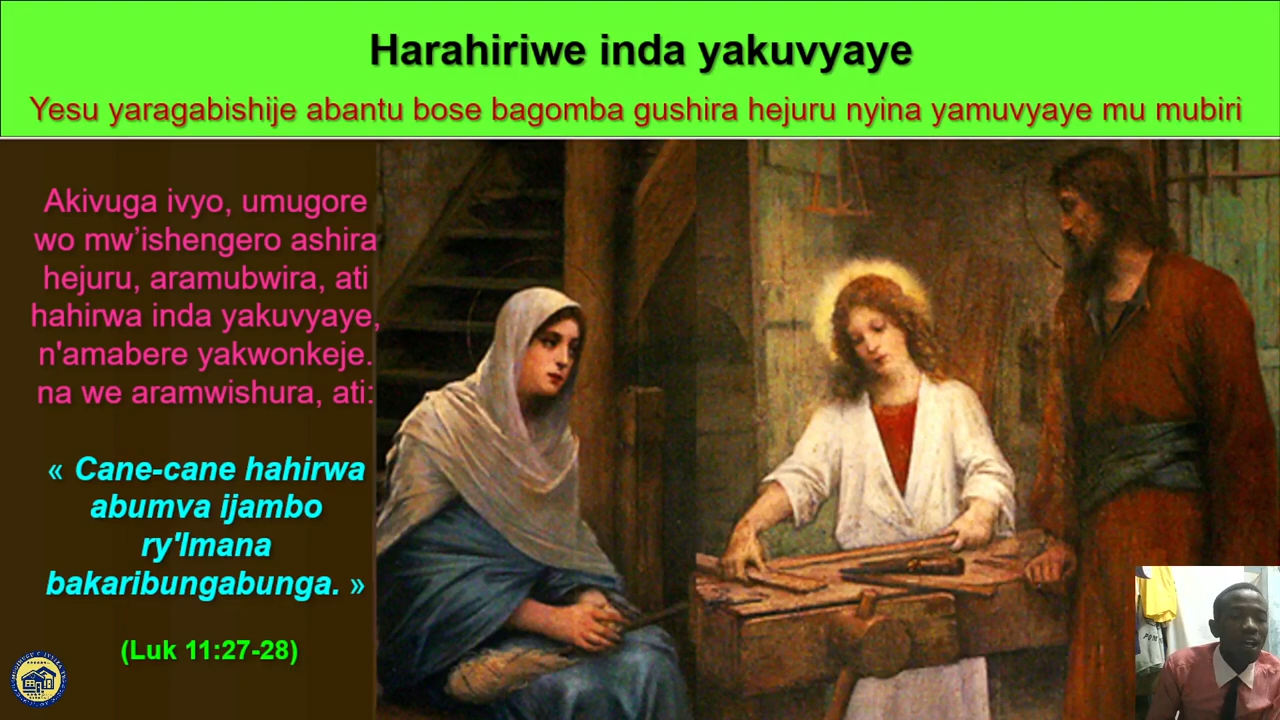 Harahiriwe inda yakuvyaye
Yesu yaragabishije abantu bose bagomba gushira hejuru nyina yamuvyaye mu mubiri
Akivuga ivyo, umugore
wo mw’ishengero ashira
hejuru, aramubwira, ati
hahirwa inda yakuvyaye,
n'amabere yakwonkeje.
na we aramwishura, ati:
« Cane-cane hahirwa
abumva ijambo
ry'Imana
bakaribungabunga. »
(Luk 11:27-28)